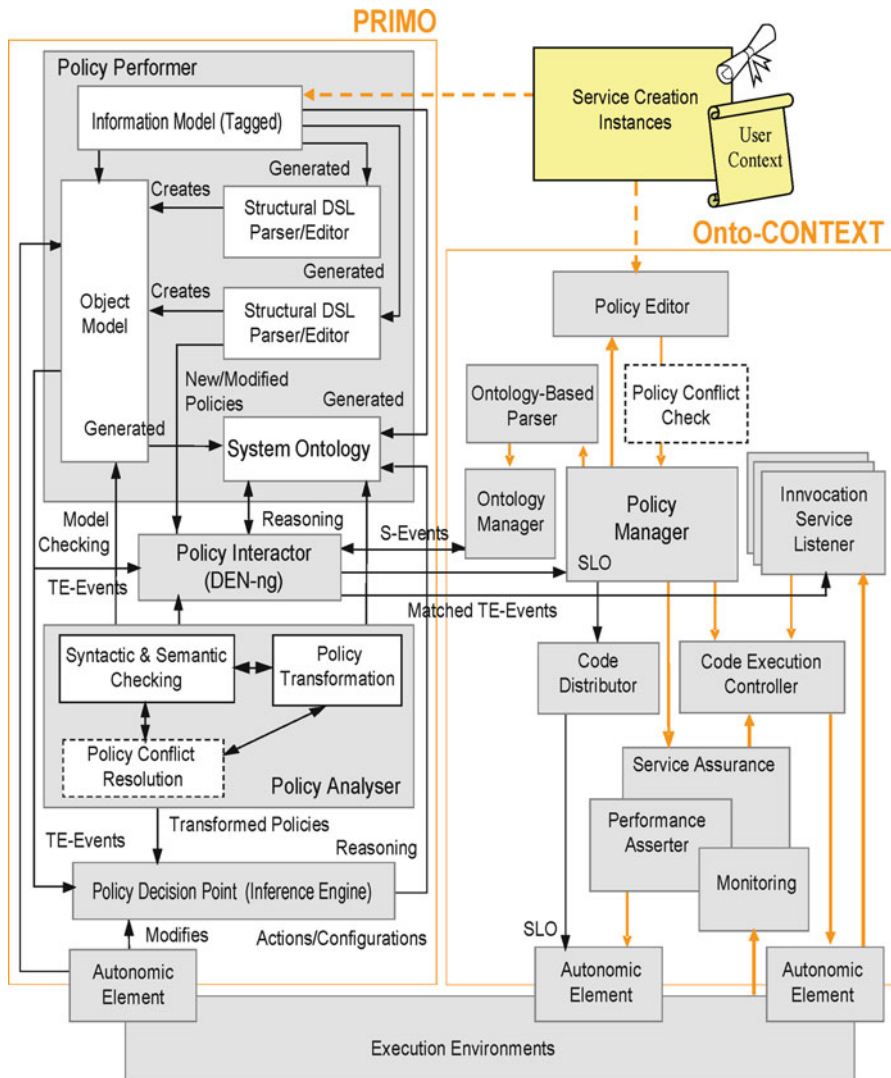 PRIMO
Policy Performer
Information Model (Tagged)
Service Creation
Instances
User
Context
Generated
Creates
Structural DSL
Parser/Editor
Generated
Onto-CONTEXT
Object
Model
Creates
Structural DSL
Parser/Editor
Policy Editor
New/Modified
Policies
Generated
Generated
System Ontology
Ontology-Based
Parser
Policy Conflict
Check
Ontology
Manager
Policy
Manager
Innvocation
Service
Listener
Model
Checking
Reasoning
S-Events
Policy Interactor
(DEN-ng)
SLO
TE-Events
Matched TE-Events
Syntactic & Semantic
Checking
Policy
Transformation
Code
Distributor
Code Execution
Controller
Policy Conflict
Resolution
Policy Analyser
Service Assurance
Performance
Asserter
Monitoring
TE-Events
Transformed Policies
Reasoning
Policy Decision Point (Inference Engine)
Modifies
Actions/Configurations
SLO
Autonomic
Element
Autonomic
Element
Autonomic
Element
Execution Environments